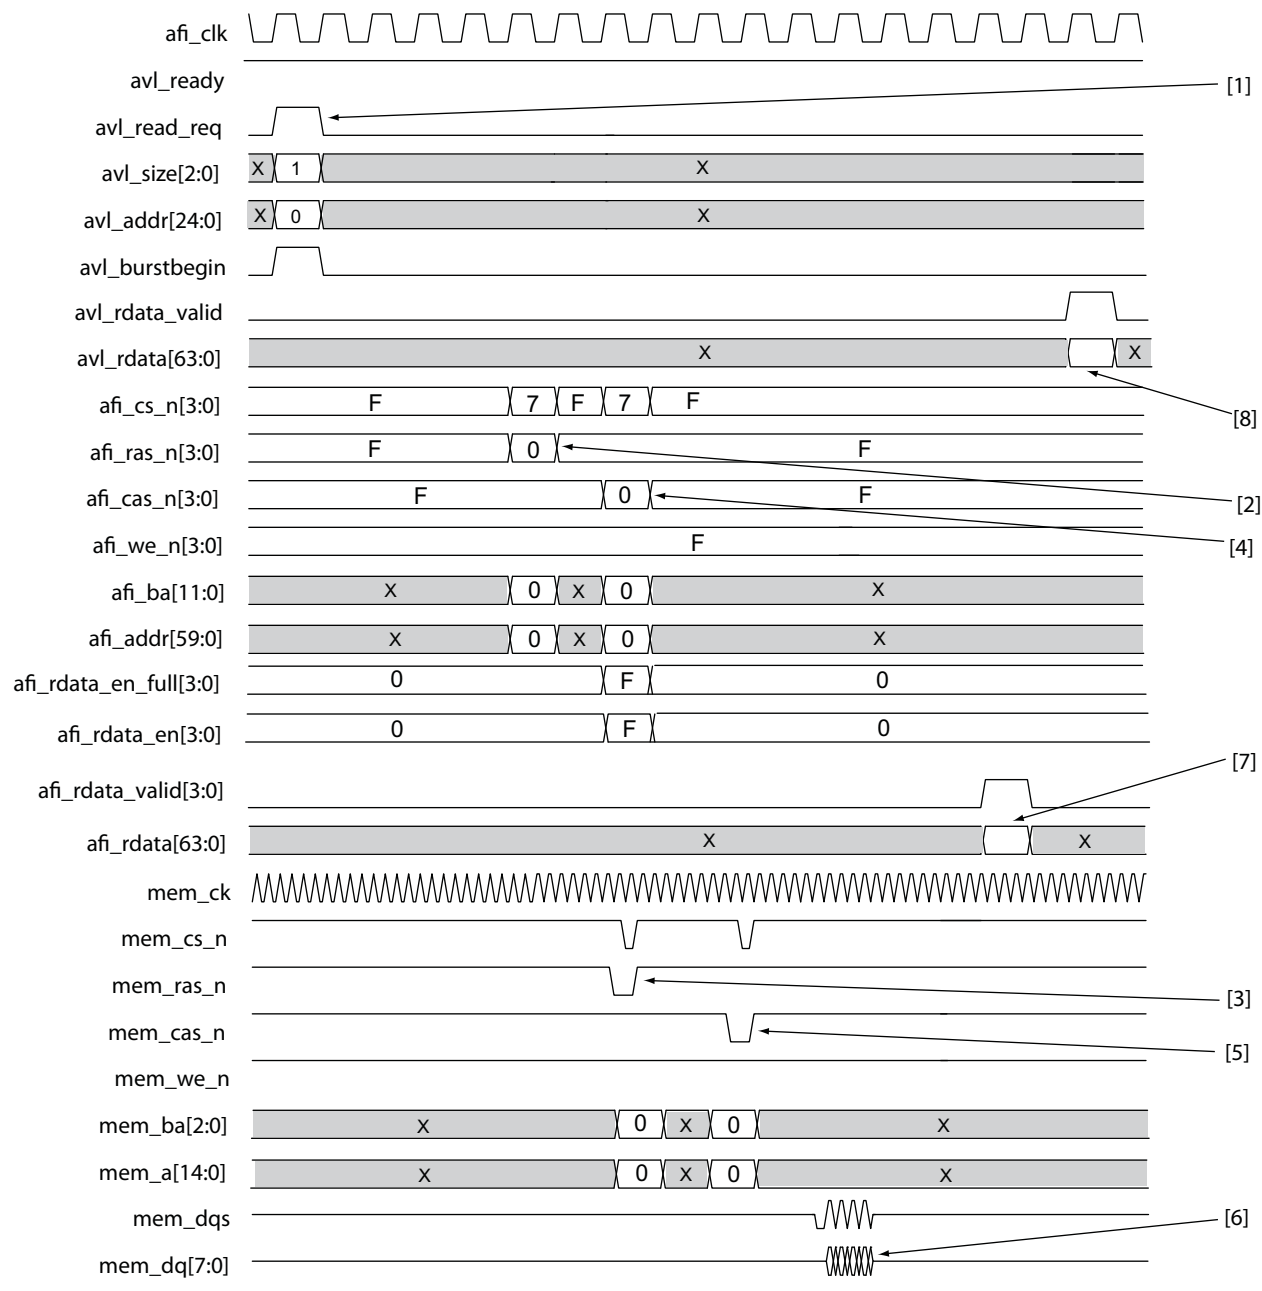 afi_clk
avl_ready
[1]
avl_read_req
avl_size[2:0] X 1 X
avl_addr[24:0] X 0 X
avl_burstbegin
avl_rdata_valid
avl_rdata[63:0] X X
afi_cs_n[3:0] F 7 F 7 F
[8]
afi_ras_n[3:0] F 0 F
afi_cas_n[3:0] F 0 F
[2]
afi_we_n[3:0] F
[4]
afi_ba[11:0] X 0 X 0 X
afi_addr[59:0] X 0 X 0 X
afi_rdata_en_full[3:0] 0 F 0
afi_rdata_en[3:0] 0 F 0
[7]
afi_rdata_valid[3:0]
afi_rdata[63:0] X X
mem_ck
mem_cs_n
mem_ras_n
[3]
mem_cas_n
[5]
mem_we_n
mem_ba[2:0] X 0 X 0 X
mem_a[14:0] X 0 X 0 X
mem_dqs
[6]
mem_dq[7:0]